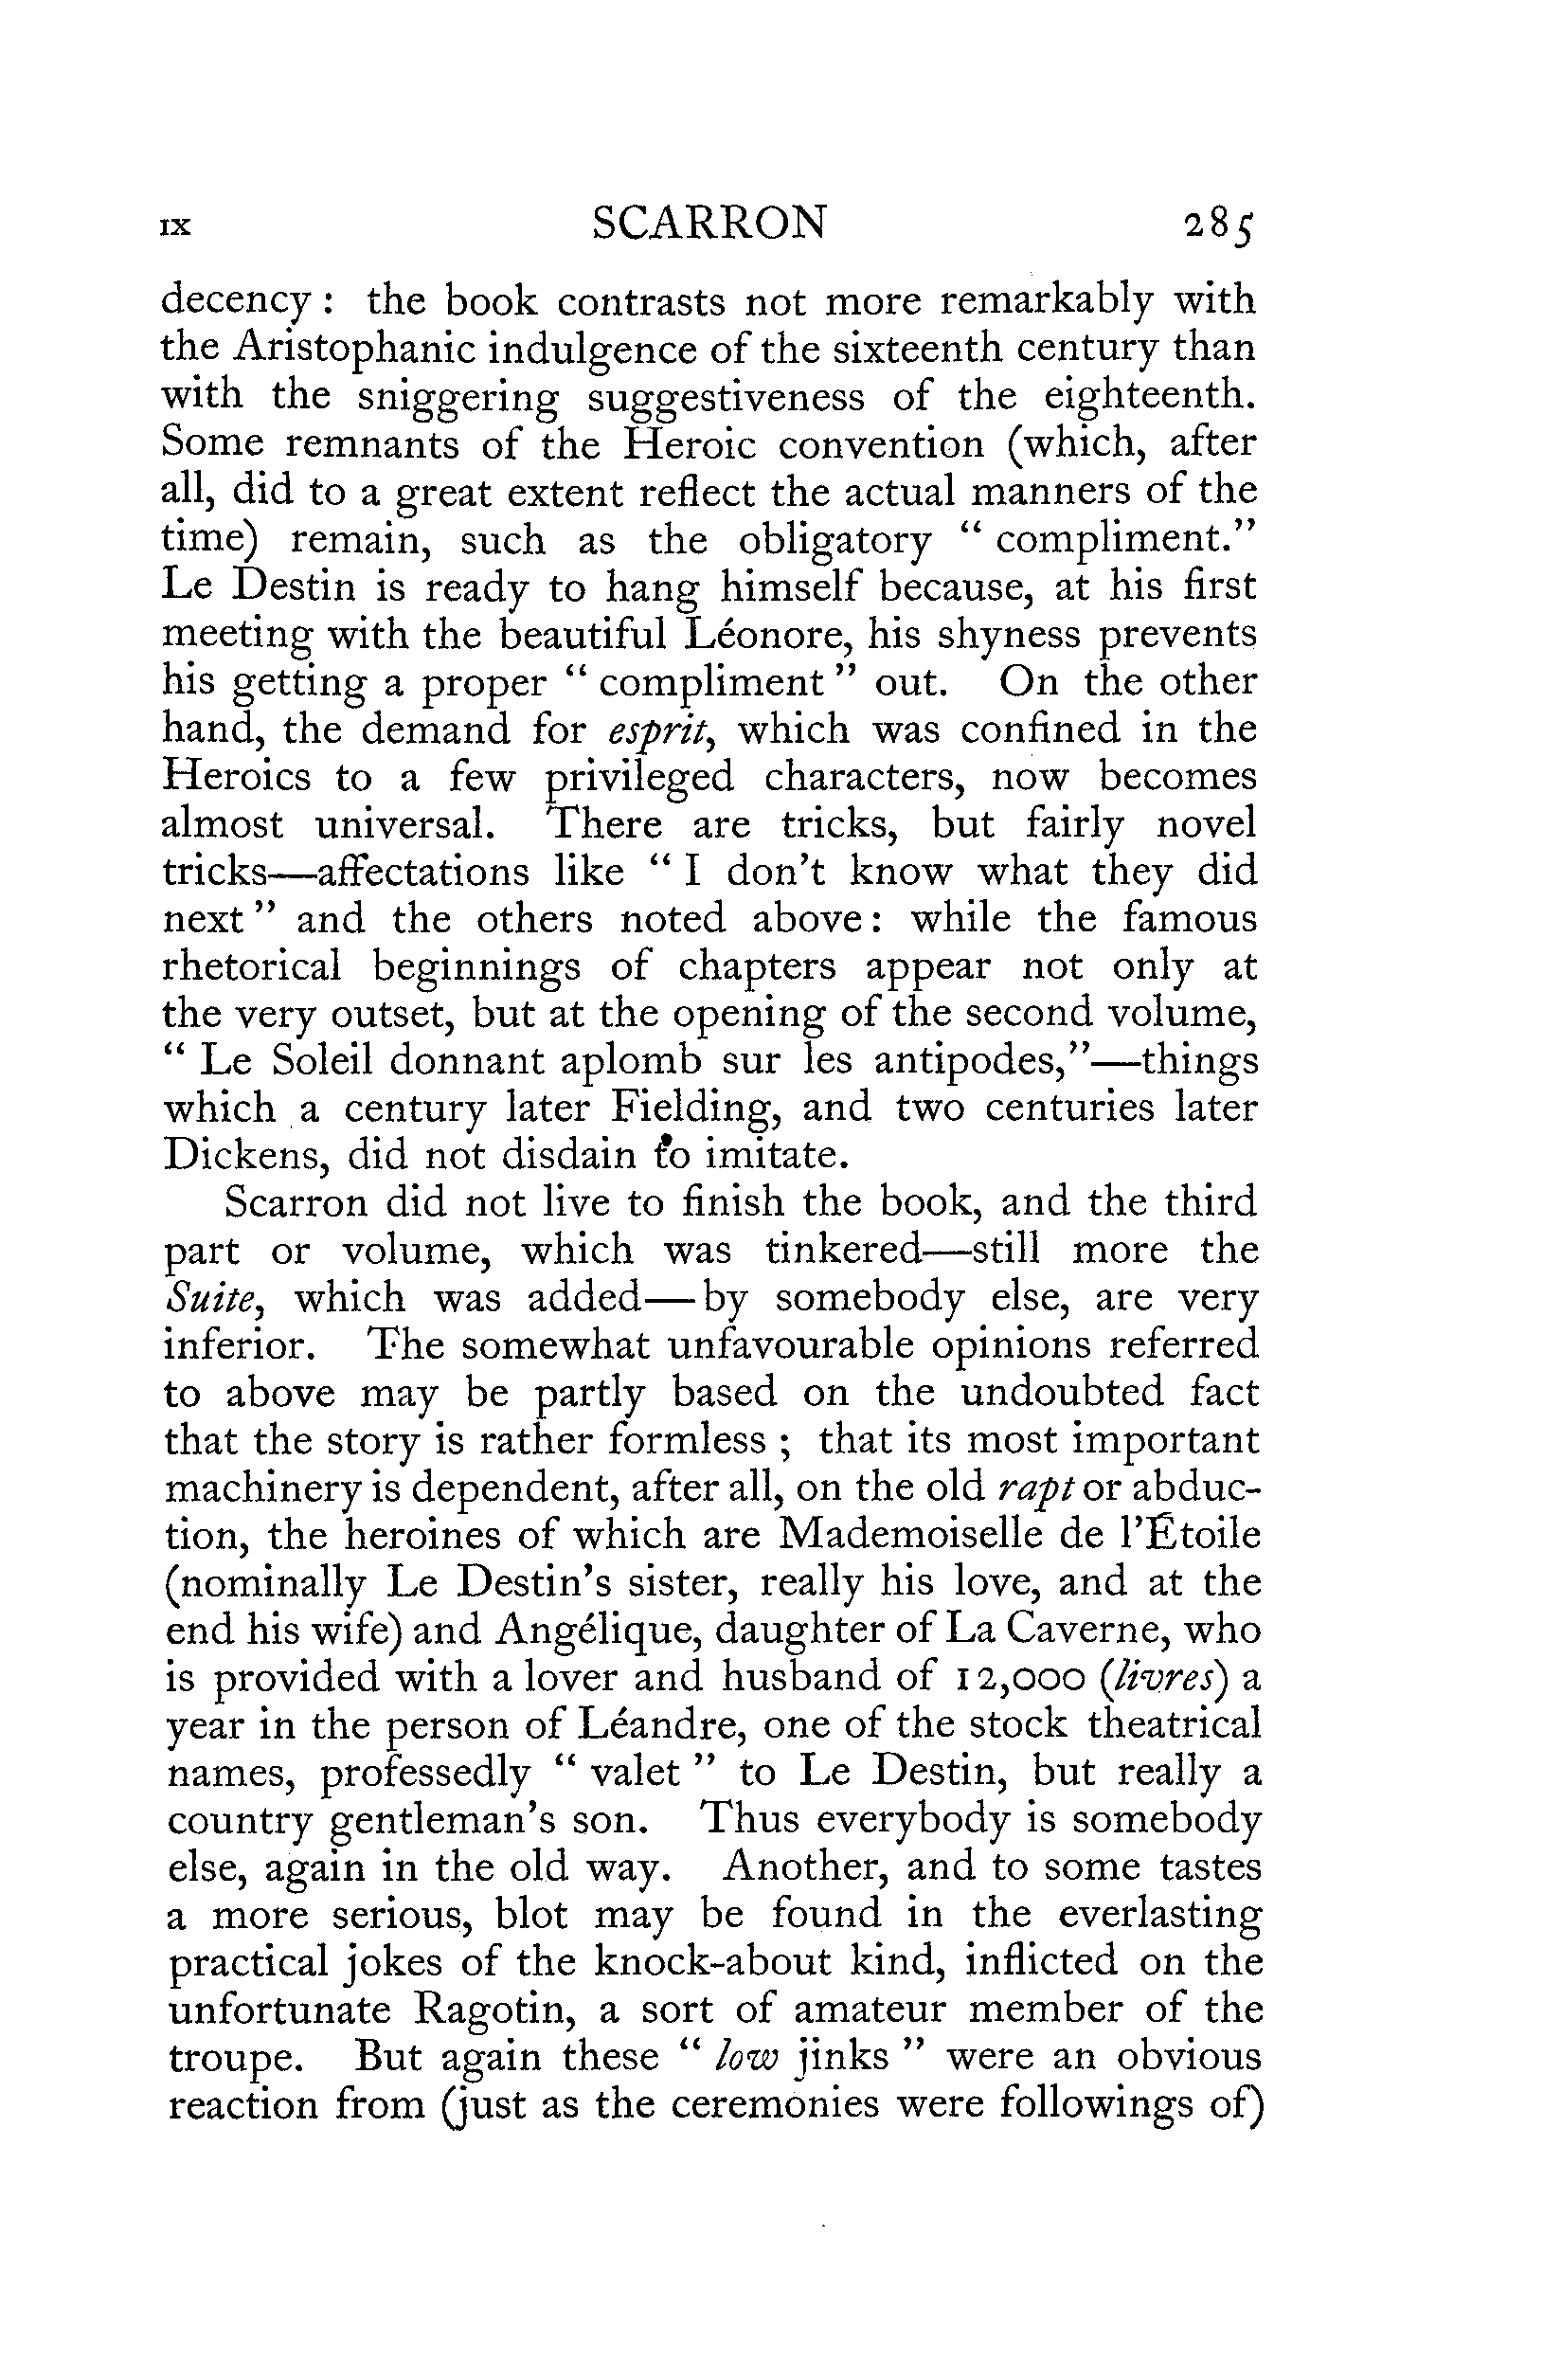 IX SCARRON 285
decency : the book contrasts not more remarkably with
the Aristophanic indulgence of the sixteenth century than
with the sniggering suggestiveness of the eighteenth.
Some remnants of the Heroic convention (which, after
all, did to a great extent reflect the actual manners of the
time) remain, such as the obligatory “ compliment.”
Le Destin is ready to hang himself because, at his first
meeting with the beautiful Léonore, his shyness prevents
his getting a proper “ compliment ” out. On the other
hand, the demand for esprit, which was confined in the
Heroics to a few privileged characters, now becomes
almost universal. There are tricks, but fairly novel
tricks—affectations like “ I don’t know what they did
next ” and the others noted above: while the famous
rhetorical beginnings of chapters appear not only at
the very outset, but at the opening of the second volume,
“ Le Soleil donnant aplomb sur les antipodes,”—things
which a century later Fielding, and two centuries later
Dickens, did not disdain to imitate.
Scarron did not live to finish the book, and the third
part or volume, which was tinkered—still more the
Suite, which was added—by somebody else, are very
inferior. The somewhat unfavourable opinions referred
to above may be partly based on the undoubted fact
that the story is rather formless ; that its most important
machinery is dependent, after all, on the old rapt or abduc-
tion, the heroines of which are Mademoiselle de l’Étoile
(nominally Le Destin’s sister, really his love, and at the
end his wife) and Angélique, daughter of La Caverne, who
is provided with a lover and husband of 12,000 (livres) a
year in the person of Léandre, one of the stock theatrical
names, professedly “ valet ” to Le Destin, but really a
country gentleman’s son. Thus everybody is somebody
else, again in the old way. Another, and to some tastes
a more serious, blot may be found in the everlasting
practical jokes of the knock-about kind, inflicted on the
unfortunate Ragotin, a sort of amateur member of the
troupe. But again these “ low jinks ” were an obvious
reaction from (just as the ceremonies were followings of)